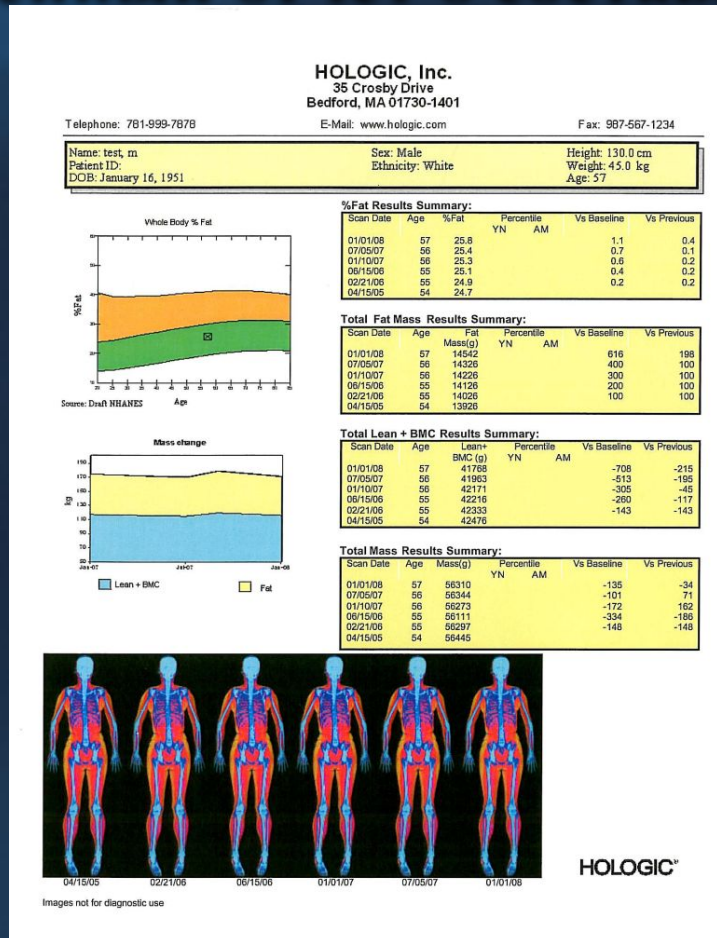 HOLOGIC, Inc.
35 Crosby Drive
Bedford, MA 01730-1401
Telephone: 781-999-7878 E-Mail: www.hologic.com Fax: 987-567-1234
Name: test, m Sex: Male Height: 130.0 cm
Patient ID: Ethnicity: White Weight: 45.0 kg
DOB: January 16, 1951 Age: 57
Whole Body % Fat
%Fat
Age
Source: Draft NHANES
Mass change
kg
Jan-07 Jul-07 Jan-08
Lean + BMC Fat
%Fat Results Summary:
Scan Date Age %Fat Percentile Vs Baseline Vs Previous
YN AM
01/01/08 57 25.8 1.1 0.4
07/05/07 56 25.4 0.7 0.1
01/10/07 56 25.3 0.6 0.2
06/15/06 55 25.1 0.4 0.2
02/21/06 55 24.9 0.2 0.2
04/15/05 54 24.7
Total Fat Mass Results Summary:
Scan Date Age Fat Percentile Vs Baseline Vs Previous
Mass(g) YN AM
01/01/08 57 14542 616 198
07/05/07 56 14326 400 100
01/10/07 56 14226 300 100
06/15/06 55 14126 200 100
02/21/06 55 14026 100 100
04/15/05 54 13926
Total Lean + BMC Results Summary:
Scan Date Age Lean+ Percentile Vs Baseline Vs Previous
BMC (g) YN AM
01/01/08 57 41768 -708 -215
07/05/07 56 41963 -513 -195
01/10/07 56 42171 -305 -45
06/15/06 55 42216 -260 -117
02/21/06 55 42333 -143 -143
04/15/05 54 42476
Total Mass Results Summary:
Scan Date Age Mass(g) Percentile Vs Baseline Vs Previous
YN AM
01/01/08 57 56310 -135 -34
07/05/07 56 56344 -101 71
01/10/07 56 56273 -172 162
06/15/06 55 56111 -334 -186
02/21/06 55 56297 -148 -148
04/15/05 54 56445
04/15/05 02/21/06 06/15/06 01/01/07 07/05/07 01/01/08
HOLOGIC
Images not for diagnostic use